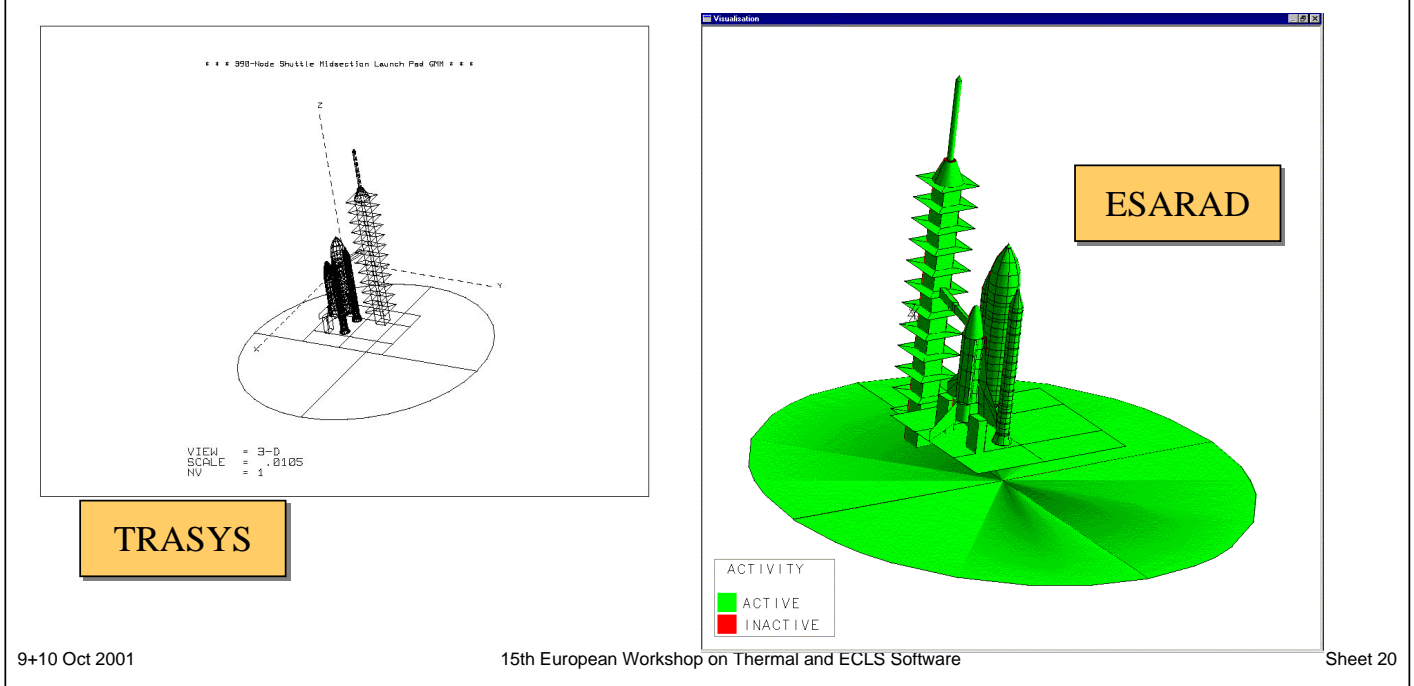 * * * 390-Node Shuttle Midsection Launch Pad GMM * * *
Z
Y
VIEW = 3-D
SCALE = .0105
NV = 1
TRASYS
Visualisation
ESARAD
ACTIVITY
ACTIVE
INACTIVE
9+10 Oct 2001
15th European Workshop on Thermal and ECLS Software
Sheet 20